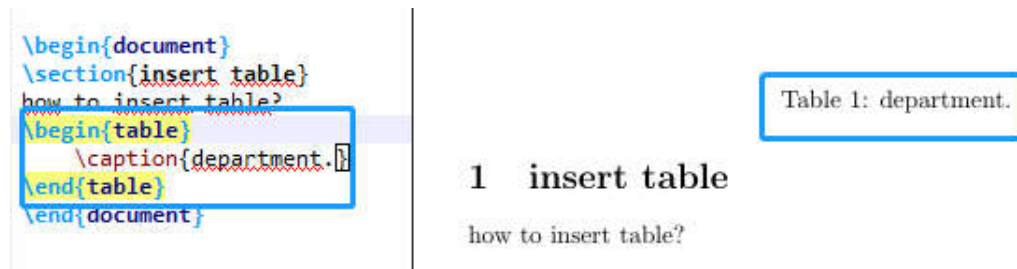 \begin{document}
\section{insert table}
how to insert table?
\begin{table}
\caption{department.}
\end{table}
\end{document}
Table 1: department.
1 insert table
how to insert table?